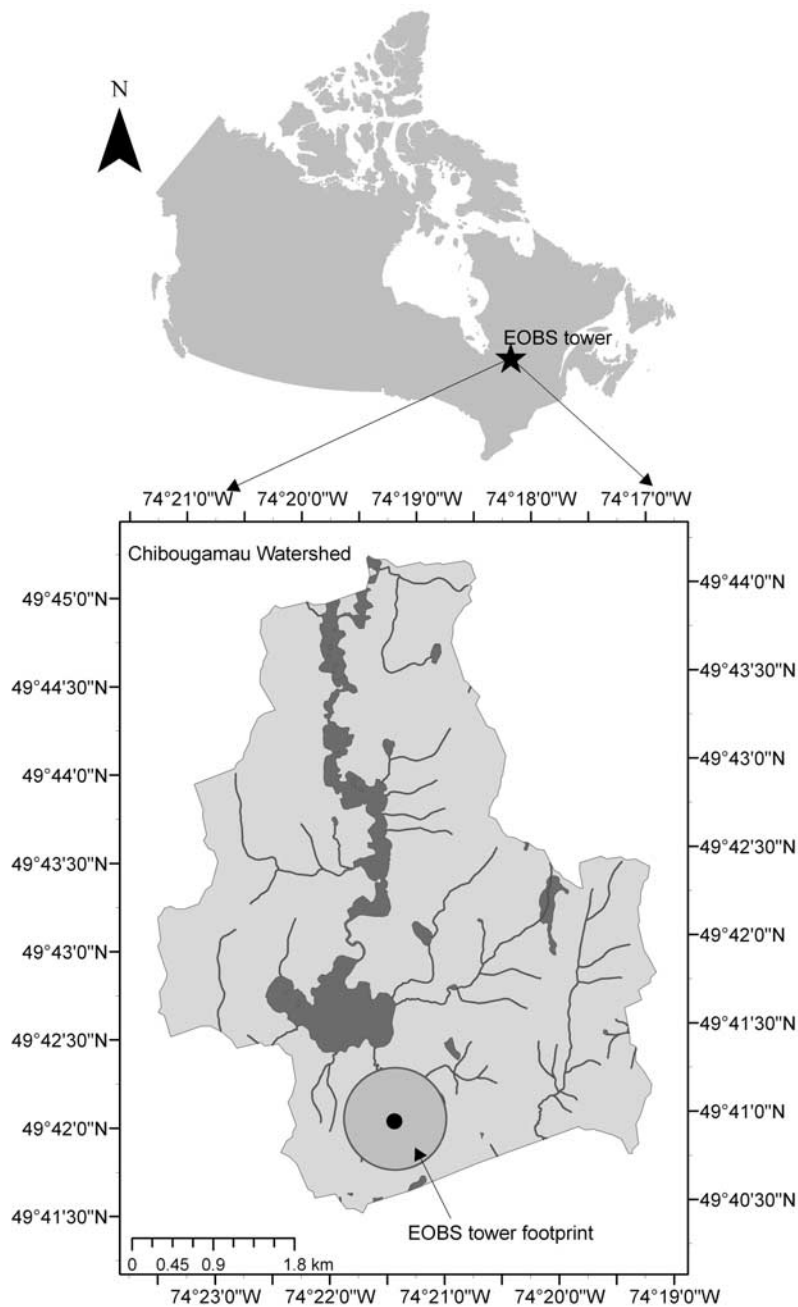 N
EOBS tower
74°21'0"W 74°20'0"W 74°19'0"W 74°18'0"W 74°17'0"W
Chibougamau Watershed
49°45'0"N
49°44'30"N
49°44'0"N
49°43'30"N
49°43'0"N
49°42'30"N
49°42'0"N
49°41'30"N
49°44'0"N
49°43'30"N
49°43'0"N
49°42'30"N
49°42'0"N
49°41'30"N
49°41'0"N
49°40'30"N
EOBS tower footprint
0 0.45 0.9 1.8 km
74°23'0"W 74°22'0"W 74°21'0"W 74°20'0"W 74°19'0"W